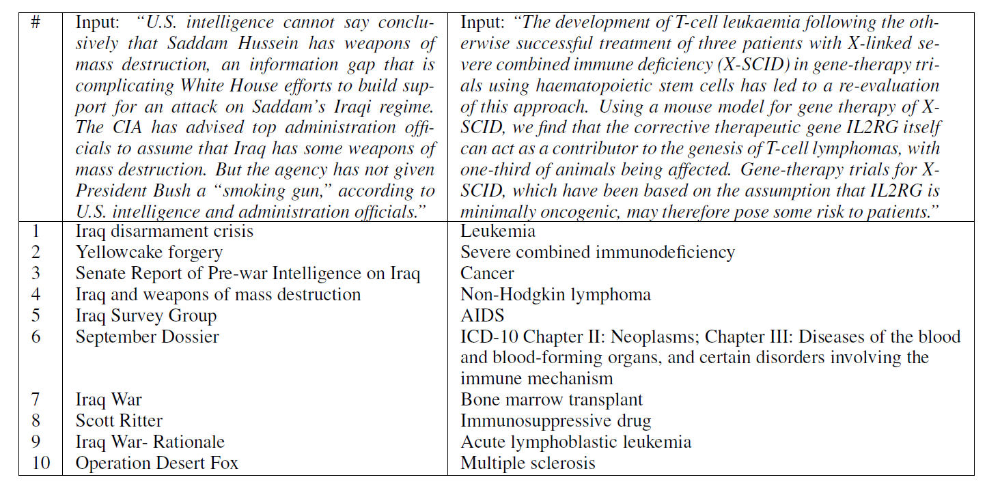 #
Input: “U.S. intelligence cannot say conclu-
sively that Saddam Hussein has weapons of
mass destruction, an information gap that is
complicating White House efforts to build sup-
port for an attack on Saddam’s Iraqi regime.
The CIA has advised top administration offi-
cials to assume that Iraq has some weapons of
mass destruction. But the agency has not given
President Bush a “smoking gun,” according to
U.S. intelligence and administration officials.”
Input: “The development of T-cell leukaemia following the oth-
erwise successful treatment of three patients with X-linked se-
vere combined immune deficiency (X-SCID) in gene-therapy tri-
als using haematopoietic stem cells has led to a re-evaluation
of this approach. Using a mouse model for gene therapy of X-
SCID, we find that the corrective therapeutic gene IL2RG itself
can act as a contributor to the genesis of T-cell lymphomas, with
one-third of animals being affected. Gene-therapy trials for X-
SCID, which have been based on the assumption that IL2RG is
minimally oncogenic, may therefore pose some risk to patients.”
1 Iraq disarmament crisis Leukemia
2 Yellowcake forgery Severe combined immunodeficiency
3 Senate Report of Pre-war Intelligence on Iraq Cancer
4 Iraq and weapons of mass destruction Non-Hodgkin lymphoma
5 Iraq Survey Group AIDS
6 September Dossier ICD-10 Chapter II: Neoplasms; Chapter III: Diseases of the blood
and blood-forming organs, and certain disorders involving the
immune mechanism
7 Iraq War Bone marrow transplant
8 Scott Ritter Immunosuppressive drug
9 Iraq War- Rationale Acute lymphoblastic leukemia
10 Operation Desert Fox Multiple sclerosis